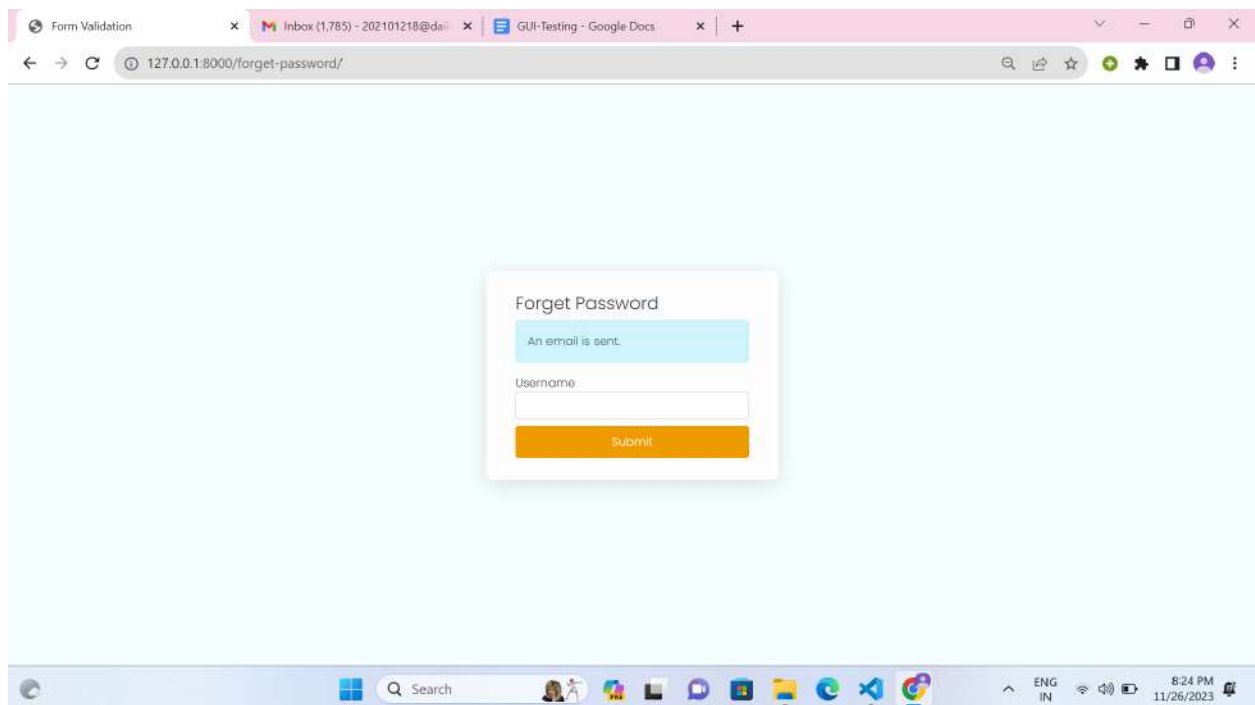 Form Validation
Inbox (1,785) - 202101218@dai
GUI-Testing - Google Docs
127.0.0.1:8000/forget-password/
Forget Password
An email is sent.
Username
Submit
Search
ENG
IN
8:24 PM
11/26/2023